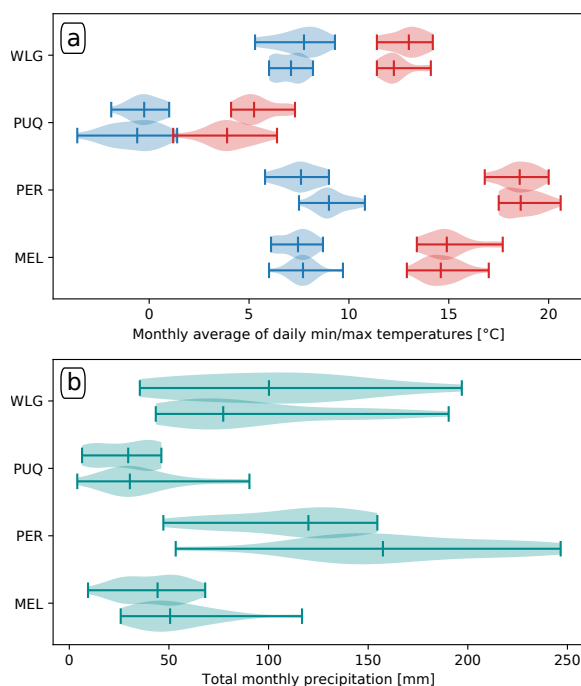 a
WLG
PUQ
PER
MEL
0 5 10 15 20
Monthly average of daily min/max temperatures [°C]
b
WLG
PUQ
PER
MEL
0 50 100 150 200 250
Total monthly precipitation [mm]